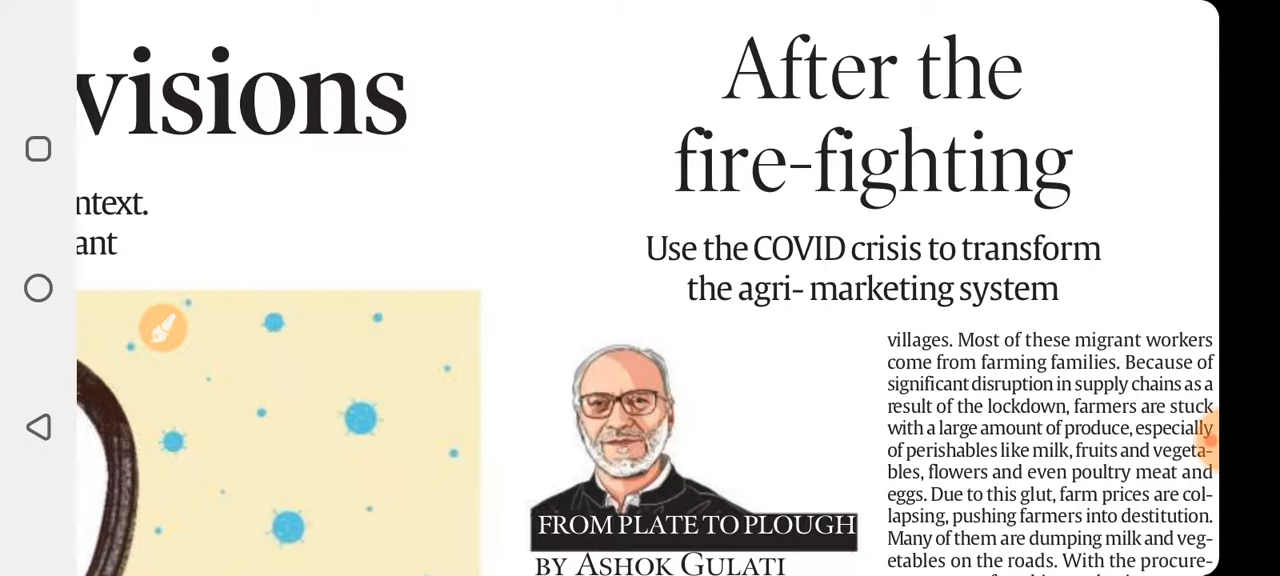 visions
ntext.
ant
After the
fire-fighting
Use the COVID crisis to transform
the agri- marketing system
FROM PLATE TO PLOUGH
BY ASHOK GULATI
villages. Most of these migrant workers
come from farming families. Because of
significant disruption in supply chains as a
result of the lockdown, farmers are stuck
with a large amount of produce, especially
of perishables like milk, fruits and vegeta-
bles, flowers and even poultry meat and
eggs. Due to this glut, farm prices are col-
lapsing, pushing farmers into destitution.
Many of them are dumping milk and veg-
etables on the roads. With the procure-